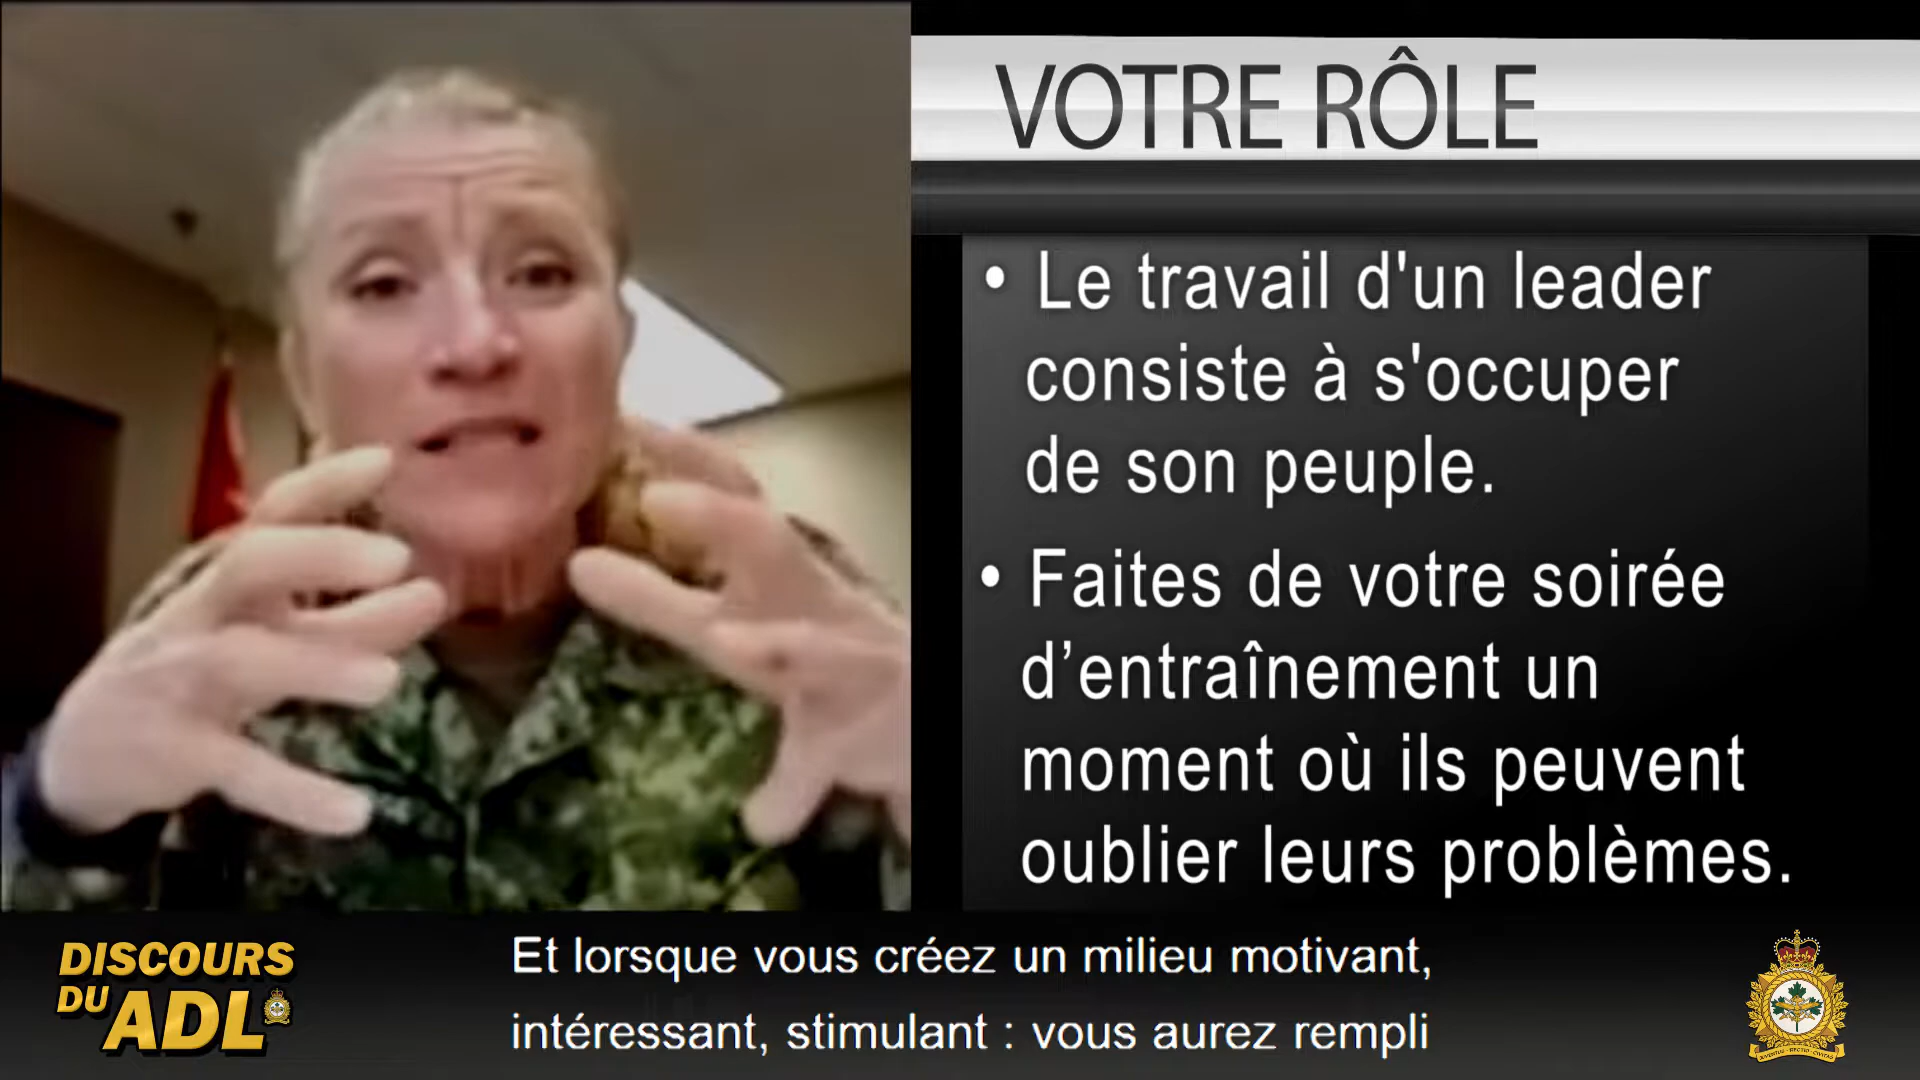 VOTRE RÔLE
• Le travail d'un leader
consiste à s'occuper
de son peuple.
• Faites de votre soirée
d’entraînement un
moment où ils peuvent
oublier leurs problèmes.
DISCOURS
DU ADL
Et lorsque vous créez un milieu motivant,
intéressant, stimulant : vous aurez rempli